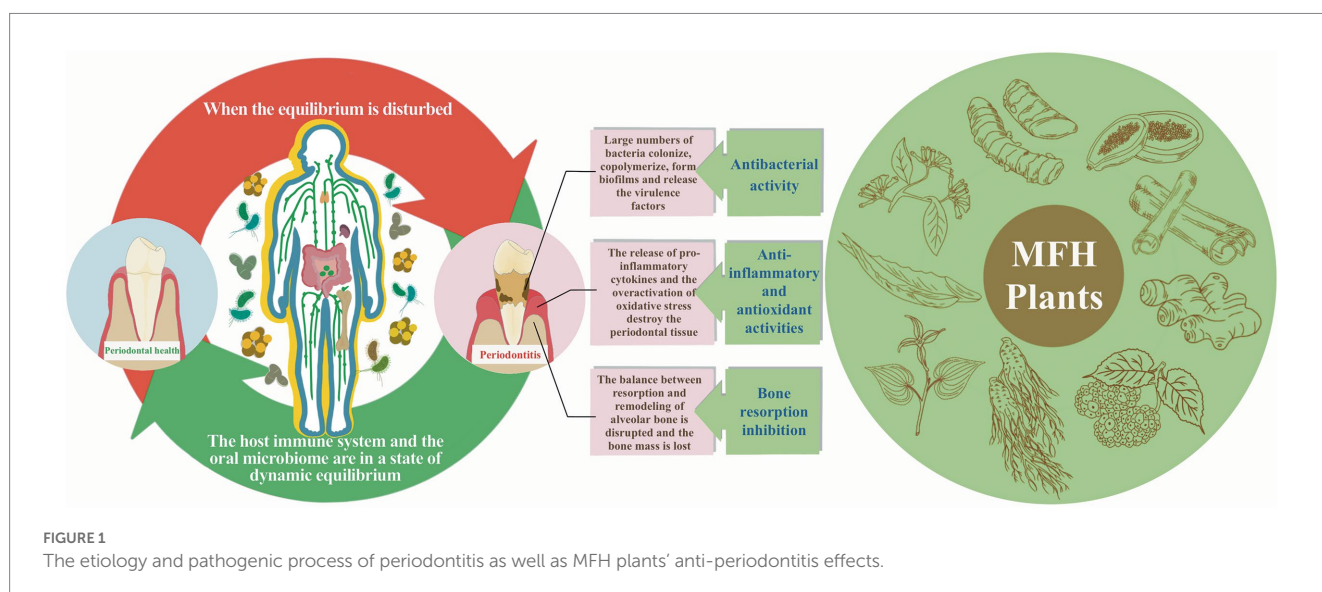 When the equilibrium is disturbed
Periodontal health
Periodontitis
The host immune system and the
oral microbiome are in a state of
dynamic equilibrium
Large numbers of
bacteria colonize,
copolymerize, form
biofilms and release
the virulence
factors
Antibacterial
activity
The release of pro-
inflammatory
cytokines and the
overactivation of
oxidative stress
destroy the
periodontal tissue
Anti-
inflammatory
and
antioxidant
activities
The balance between
resorption and
remodeling of
alveolar bone is
disrupted and the
bone mass is lost
Bone
resorption
inhibition
MFH
Plants
FIGURE 1
The etiology and pathogenic process of periodontitis as well as MFH plants’ anti-periodontitis effects.